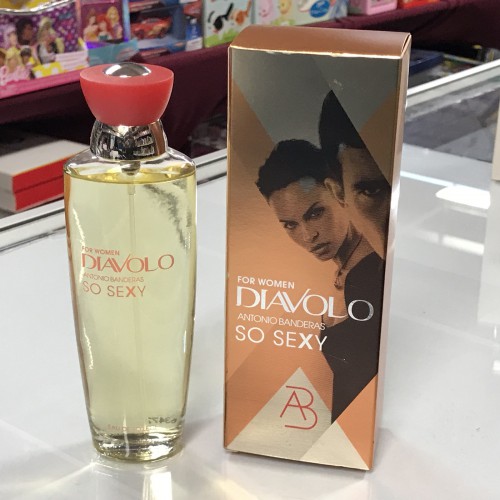 FOR WOMEN
DIAVOLO
ANTONIO BANDERAS
SO SEXY
FOR WOMEN
DIAVOLO
ANTONIO BANDERAS
SO SEXY
AB